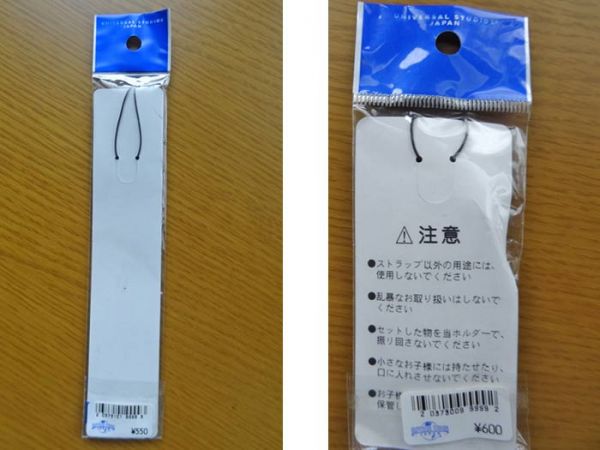 UNIVERSAL STUDIOS
JAPAN
¥550
UNIVERSAL STUDIOS
JAPAN
注意
●ストラップ以外の用途には、
使用しないでください
●乱暴なお取り扱いはしないで
ください
●セットした物を当ホルダーで、
振り回さないでください
●小さなお子様には持たせたり、
口に入れさせないでください
●お子様
保管し
2 0373009 9999 2
¥600